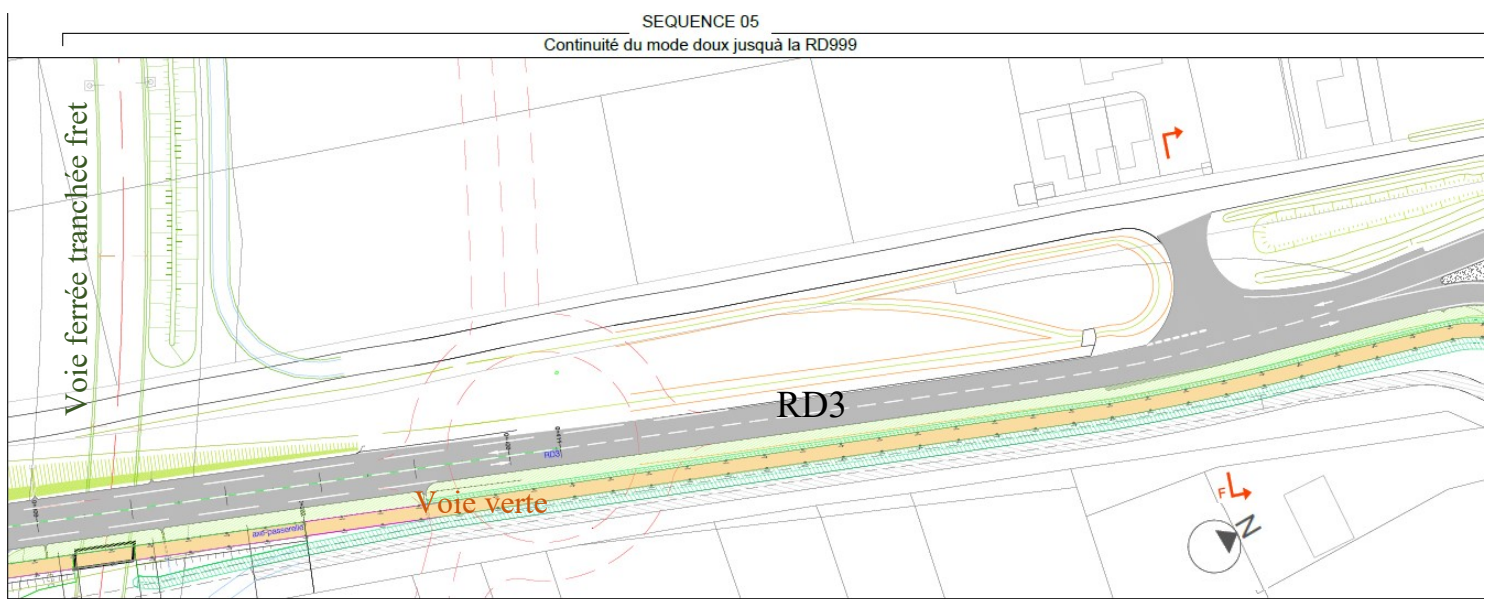 SEQUENCE 05
Continuité du mode doux jusquà la RD999
Voie ferrée tranchée fret
RD3
RD3
Voie verte
axe-passerelle
F
N